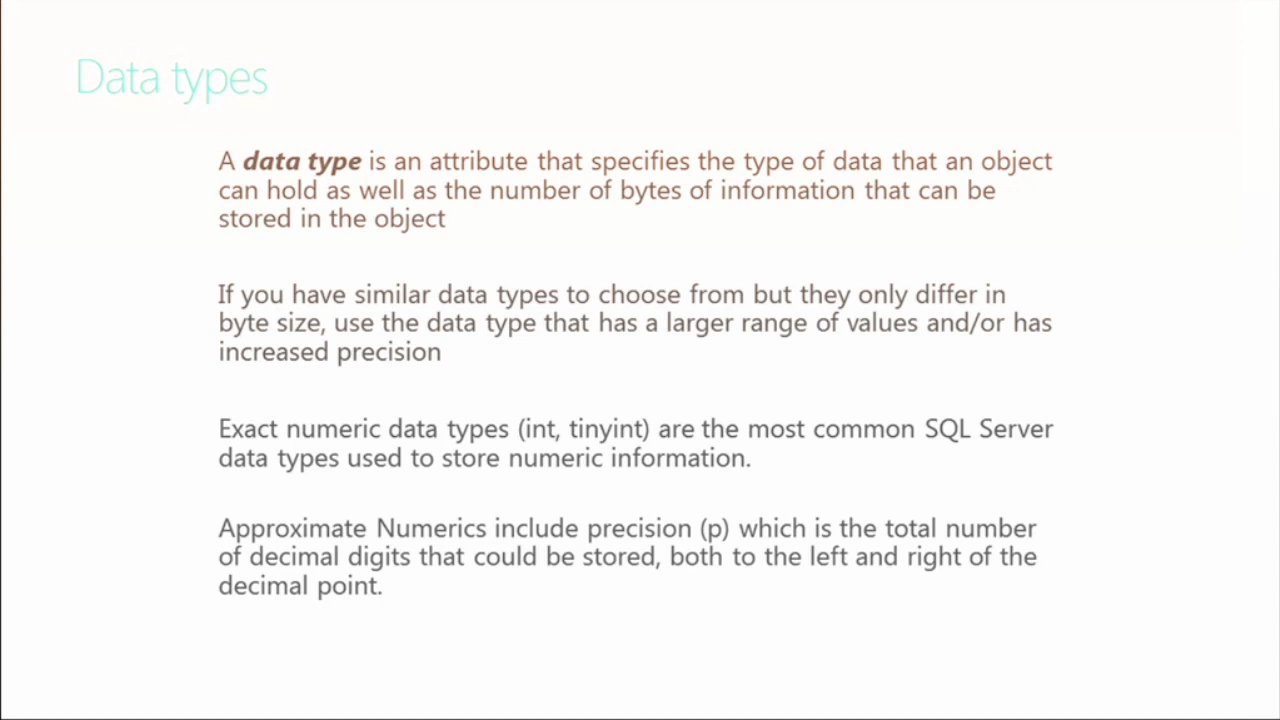 Data types
A data type is an attribute that specifies the type of data that an object
can hold as well as the number of bytes of information that can be
stored in the object
If you have similar data types to choose from but they only differ in
byte size, use the data type that has a larger range of values and/or has
increased precision
Exact numeric data types (int, tinyint) are the most common SQL Server
data types used to store numeric information.
Approximate Numerics include precision (p) which is the total number
of decimal digits that could be stored, both to the left and right of the
decimal point.